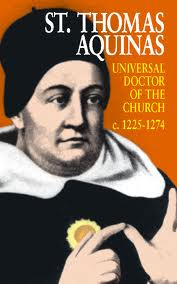 ST. THOMAS
AQUINAS
UNIVERSAL
DOCTOR
OF THE
CHURCH
c. 1225-1274